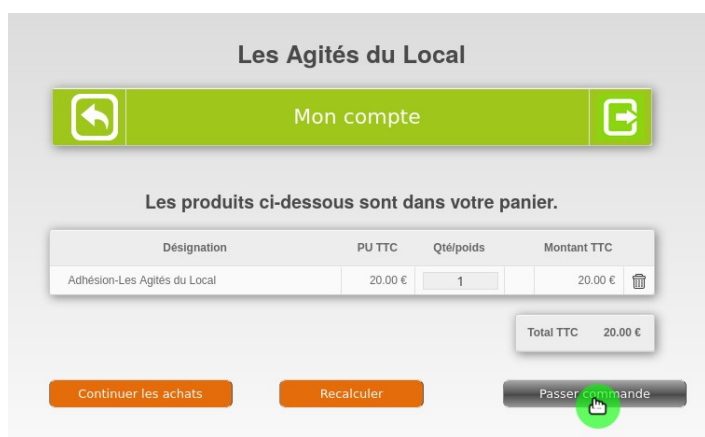 Les Agités du Local
Mon compte
Les produits ci-dessous sont dans votre panier.
Désignation PU TTC Qté/poids Montant TTC
Adhésion-Les Agités du Local 20.00 € 1 20.00 €
Total TTC 20.00 €
Continuer les achats Recalculer Passer commande